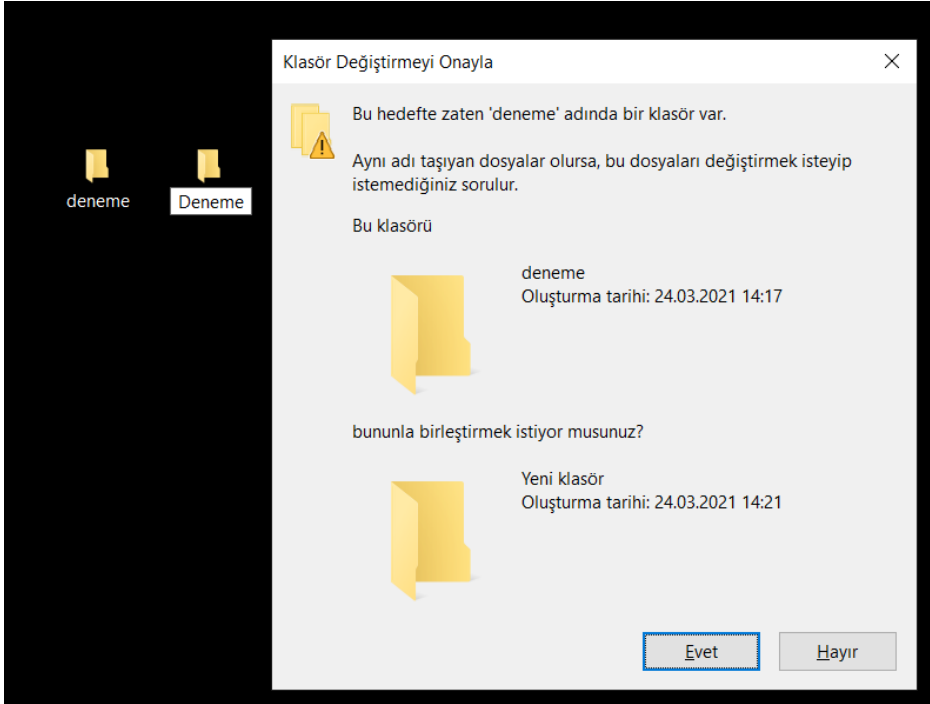 Klasör Değiştirmeyi Onayla
Bu hedefte zaten 'deneme' adında bir klasör var.
Aynı adı taşıyan dosyalar olursa, bu dosyaları değiştirmek isteyip
istemediğiniz sorulur.
Bu klasörü
deneme
Oluşturma tarihi: 24.03.2021 14:17
bununla birleştirmek istiyor musunuz?
Yeni klasör
Oluşturma tarihi: 24.03.2021 14:21
Evet
Hayır
deneme
Deneme